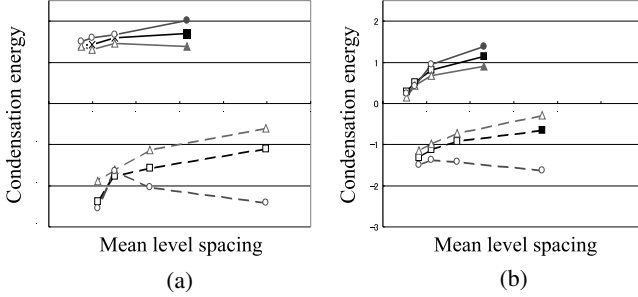 Condensation energy
Mean level spacing
(a)
Condensation energy
2
1
0
−1
−2
−3
Mean level spacing
(b)